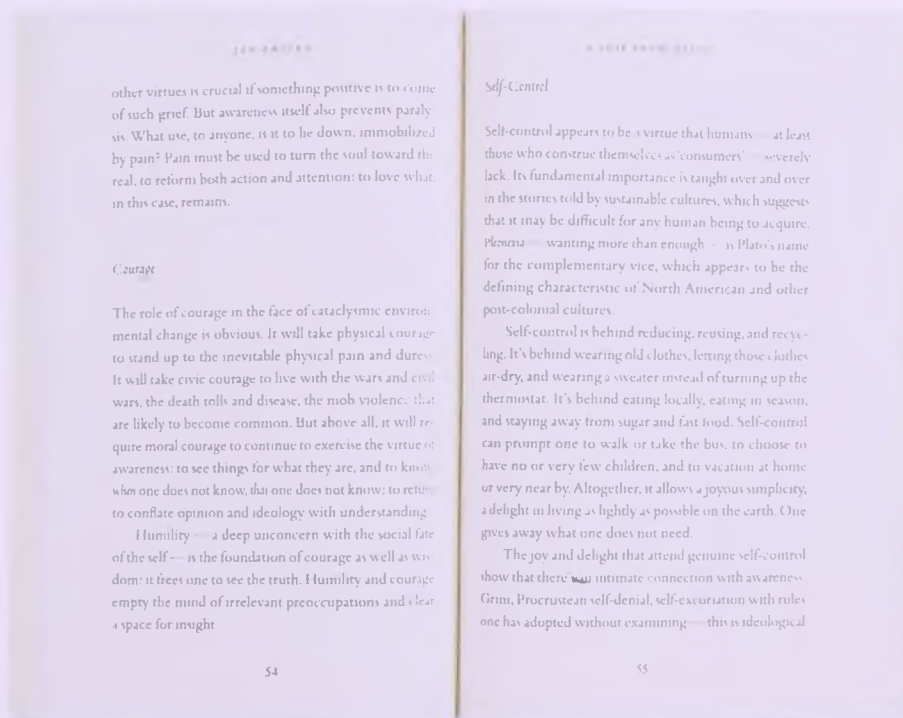 other virtues is crucial if something positive is to come
of such grief. But awareness itself also prevents paraly-
sis. What use, to anyone, is it to lie down, immobilized
by pain? Pain must be used to turn the soul toward the
real, to reform both action and attention: to love what,
in this case, remains.
Courage
The role of courage in the face of cataclysmic environ-
mental change is obvious. It will take physical courage
to stand up to the inevitable physical pain and duress.
It will take civic courage to live with the wars and civil
wars, the death tolls and disease, the mob violence that
are likely to become common. But above all, it will re-
quire moral courage to continue to exercise the virtue of
awareness: to see things for what they are, and to know
when one does not know, that one does not know; to refuse
to conflate opinion and ideology with understanding.
Humility — a deep unconcern with the social fate
of the self — is the foundation of courage as well as wis-
dom: it frees one to see the truth. Humility and courage
empty the mind of irrelevant preoccupations and clear
a space for insight
54
Self-Control
Self-control appears to be a virtue that humans — at least
those who construe themselves as 'consumers' — severely
lack. Its fundamental importance is taught over and over
in the stories told by sustainable cultures, which suggests
that it may be difficult for any human being to acquire.
Pleonexia — wanting more than enough — is Plato's name
for the complementary vice, which appears to be the
defining characteristic of North American and other
post-colonial cultures.
Self-control is behind reducing, reusing, and recyc-
ling. It's behind wearing old clothes, letting those clothes
air-dry, and wearing a sweater instead of turning up the
thermostat. It's behind eating locally, eating in season,
and staying away from sugar and fast food. Self-control
can prompt one to walk or take the bus, to choose to
have no or very few children, and to vacation at home
or very near by. Altogether, it allows a joyous simplicity,
a delight in living as lightly as possible on the earth. One
gives away what one does not need.
The joy and delight that attend genuine self-control
show that there intimate connection with awareness.
Grim, Procrustean self-denial, self-excoriation with rules
one has adopted without examining — this is ideological
55